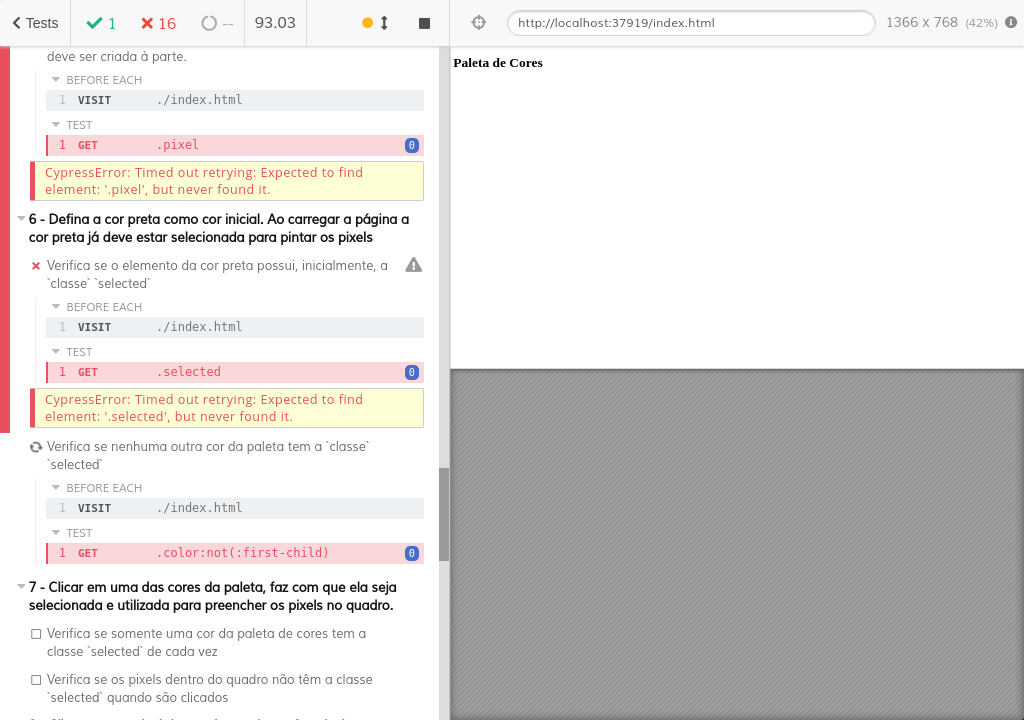 Tests
1
16
--
93.03
http://localhost:37919/index.html
1366 x 768 (42%)
deve ser criada à parte.
BEFORE EACH
1 VISIT ./index.html
TEST
1 GET .pixel 0
CypressError: Timed out retrying: Expected to find
element: '.pixel', but never found it.
6 - Defina a cor preta como cor inicial. Ao carregar a página a
cor preta já deve estar selecionada para pintar os pixels
Verifica se o elemento da cor preta possui, inicialmente, a
`classe` `selected`
BEFORE EACH
1 VISIT ./index.html
TEST
1 GET .selected 0
CypressError: Timed out retrying: Expected to find
element: '.selected', but never found it.
Verifica se nenhuma outra cor da paleta tem a `classe`
`selected`
BEFORE EACH
1 VISIT ./index.html
TEST
1 GET .color:not(:first-child) 0
7 - Clicar em uma das cores da paleta, faz com que ela seja
selecionada e utilizada para preencher os pixels no quadro.
Verifica se somente uma cor da paleta de cores tem a
classe `selected` de cada vez
Verifica se os pixels dentro do quadro não têm a classe
`selected` quando são clicados
Paleta de Cores